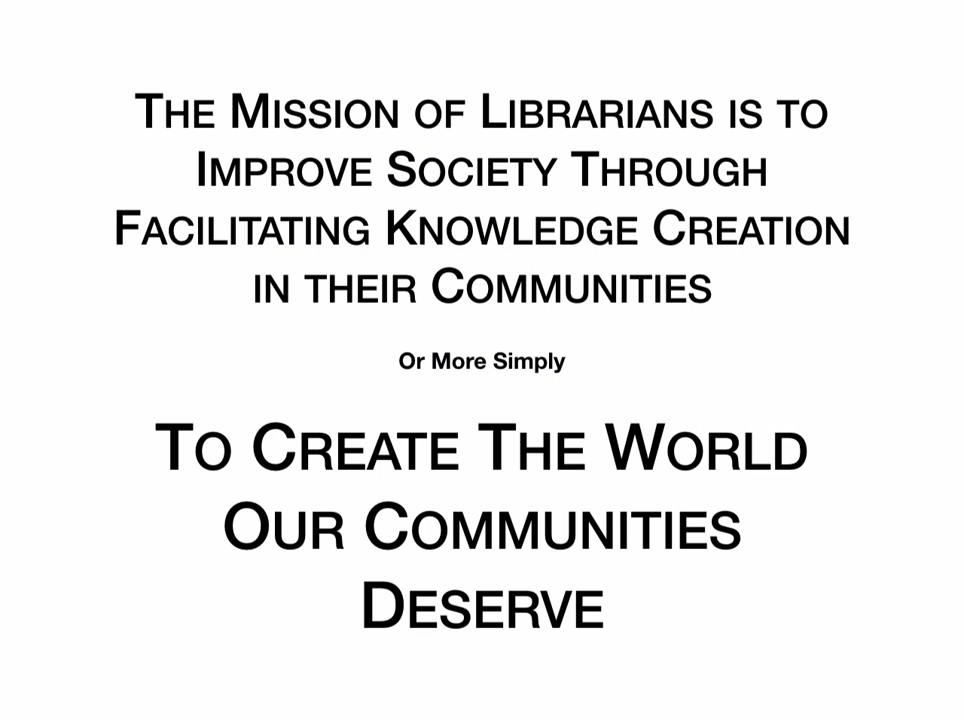 The Mission of Librarians is to
Improve Society Through
Facilitating Knowledge Creation
in their Communities
Or More Simply
To Create The World
Our Communities
Deserve